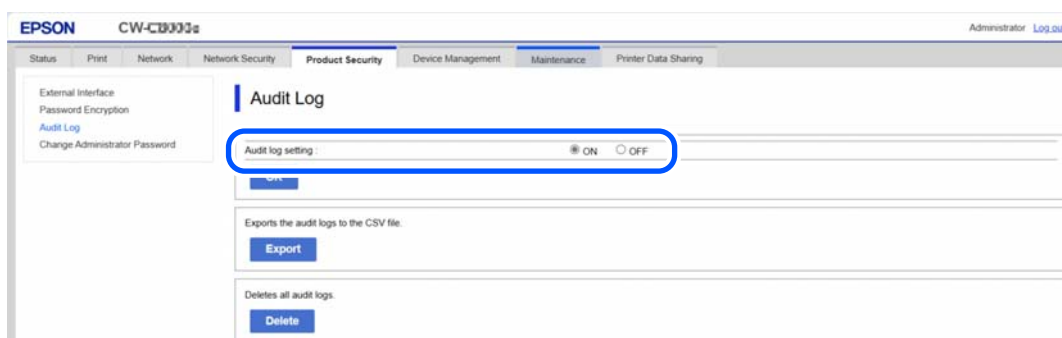 EPSON
Administrator Log ou
Status Print Network Network Security Product Security Device Management Maintenance Printer Data Sharing
External Interface
Password Encryption
Audit Log
Change Administrator Password
Audit Log
Audit log setting : ON OFF
Exports the audit logs to the CSV file.
Export
Deletes all audit logs.
Delete